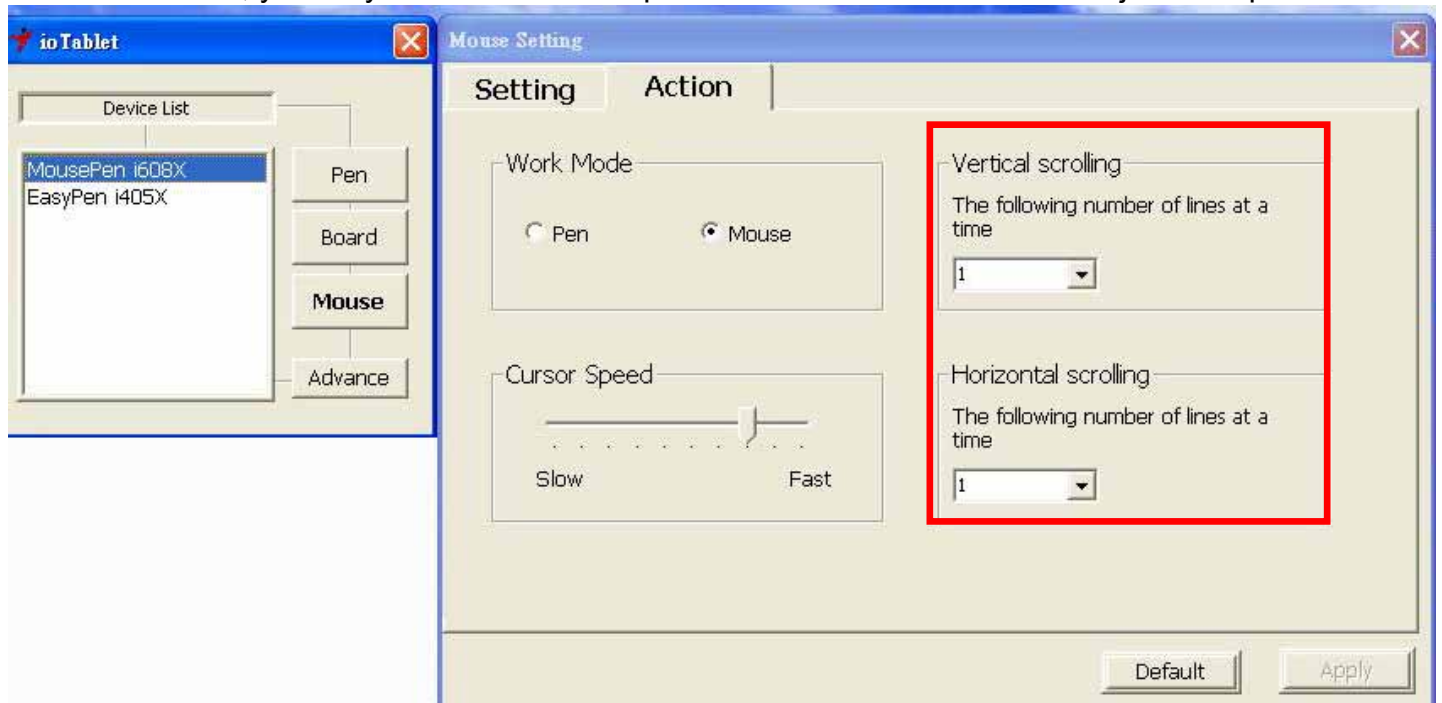 ioTablet
Device List
MousePen i608X
EasyPen i405X
Pen
Board
Mouse
Advance
Mouse Setting
Setting Action
Work Mode
Pen Mouse
Cursor Speed
Slow Fast
Vertical scrolling
The following number of lines at a
time
1
Horizontal scrolling
The following number of lines at a
time
1
Default Apply